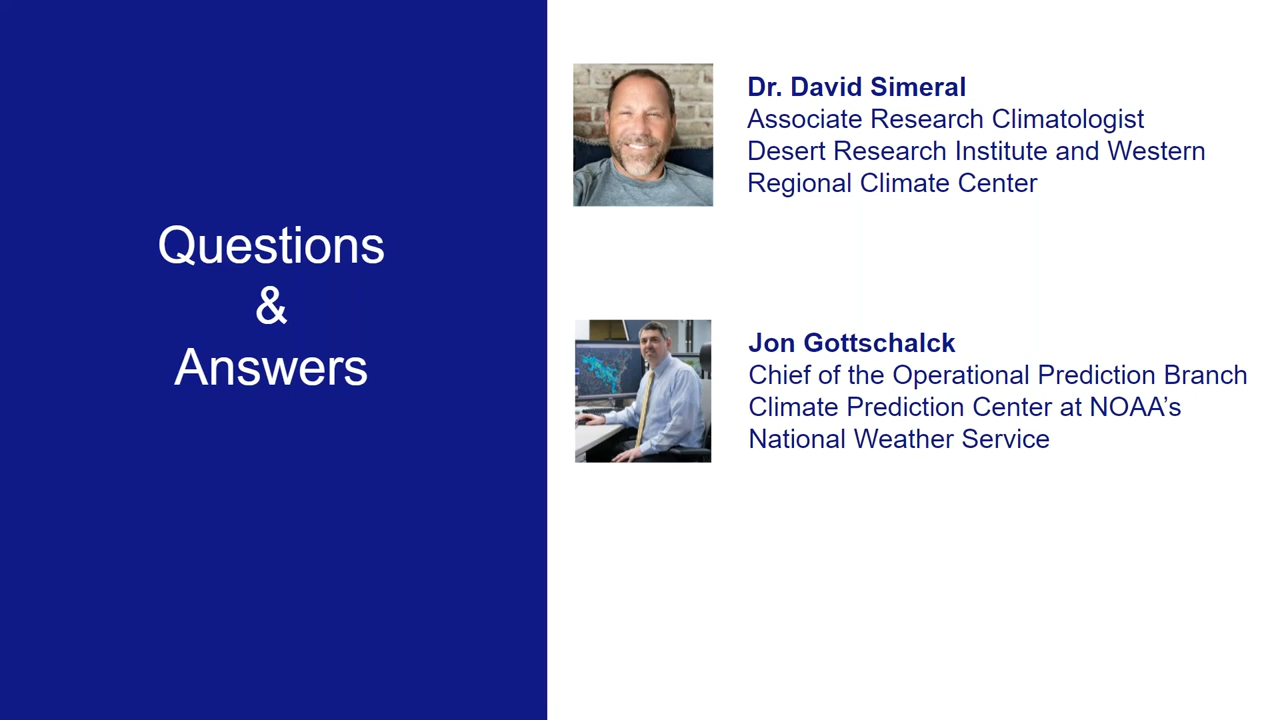 Questions
&
Answers
Dr. David Simeral
Associate Research Climatologist
Desert Research Institute and Western
Regional Climate Center
Jon Gottschalck
Chief of the Operational Prediction Branch
Climate Prediction Center at NOAA’s
National Weather Service